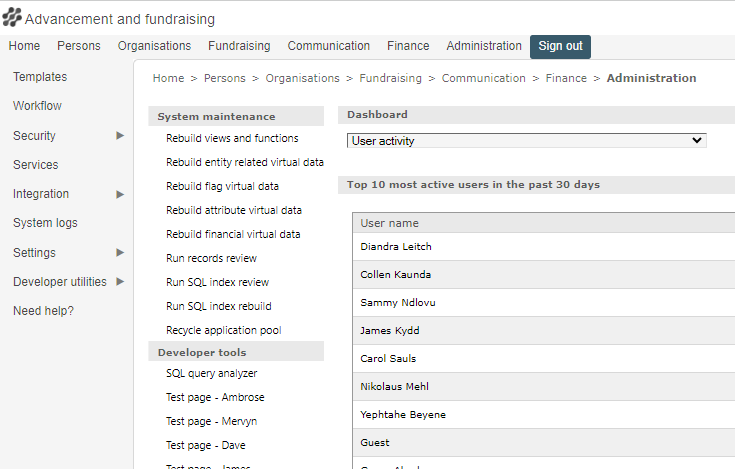 Advancement and fundraising
Home Persons Organisations Fundraising Communication Finance Administration Sign out
Templates
Workflow
Security
Services
Integration
System logs
Settings
Developer utilities
Need help?
Home > Persons > Organisations > Fundraising > Communication > Finance > Administration
System maintenance
Rebuild views and functions
Rebuild entity related virtual data
Rebuild flag virtual data
Rebuild attribute virtual data
Rebuild financial virtual data
Run records review
Run SQL index review
Run SQL index rebuild
Recycle application pool
Developer tools
SQL query analyzer
Test page - Ambrose
Test page - Mervyn
Test page - Dave
Test page - James
Dashboard
User activity
Top 10 most active users in the past 30 days
User name
Diandra Leitch
Collen Kaunda
Sammy Ndlovu
James Kydd
Carol Sauls
Nikolaus Mehl
Yephtahe Beyene
Guest